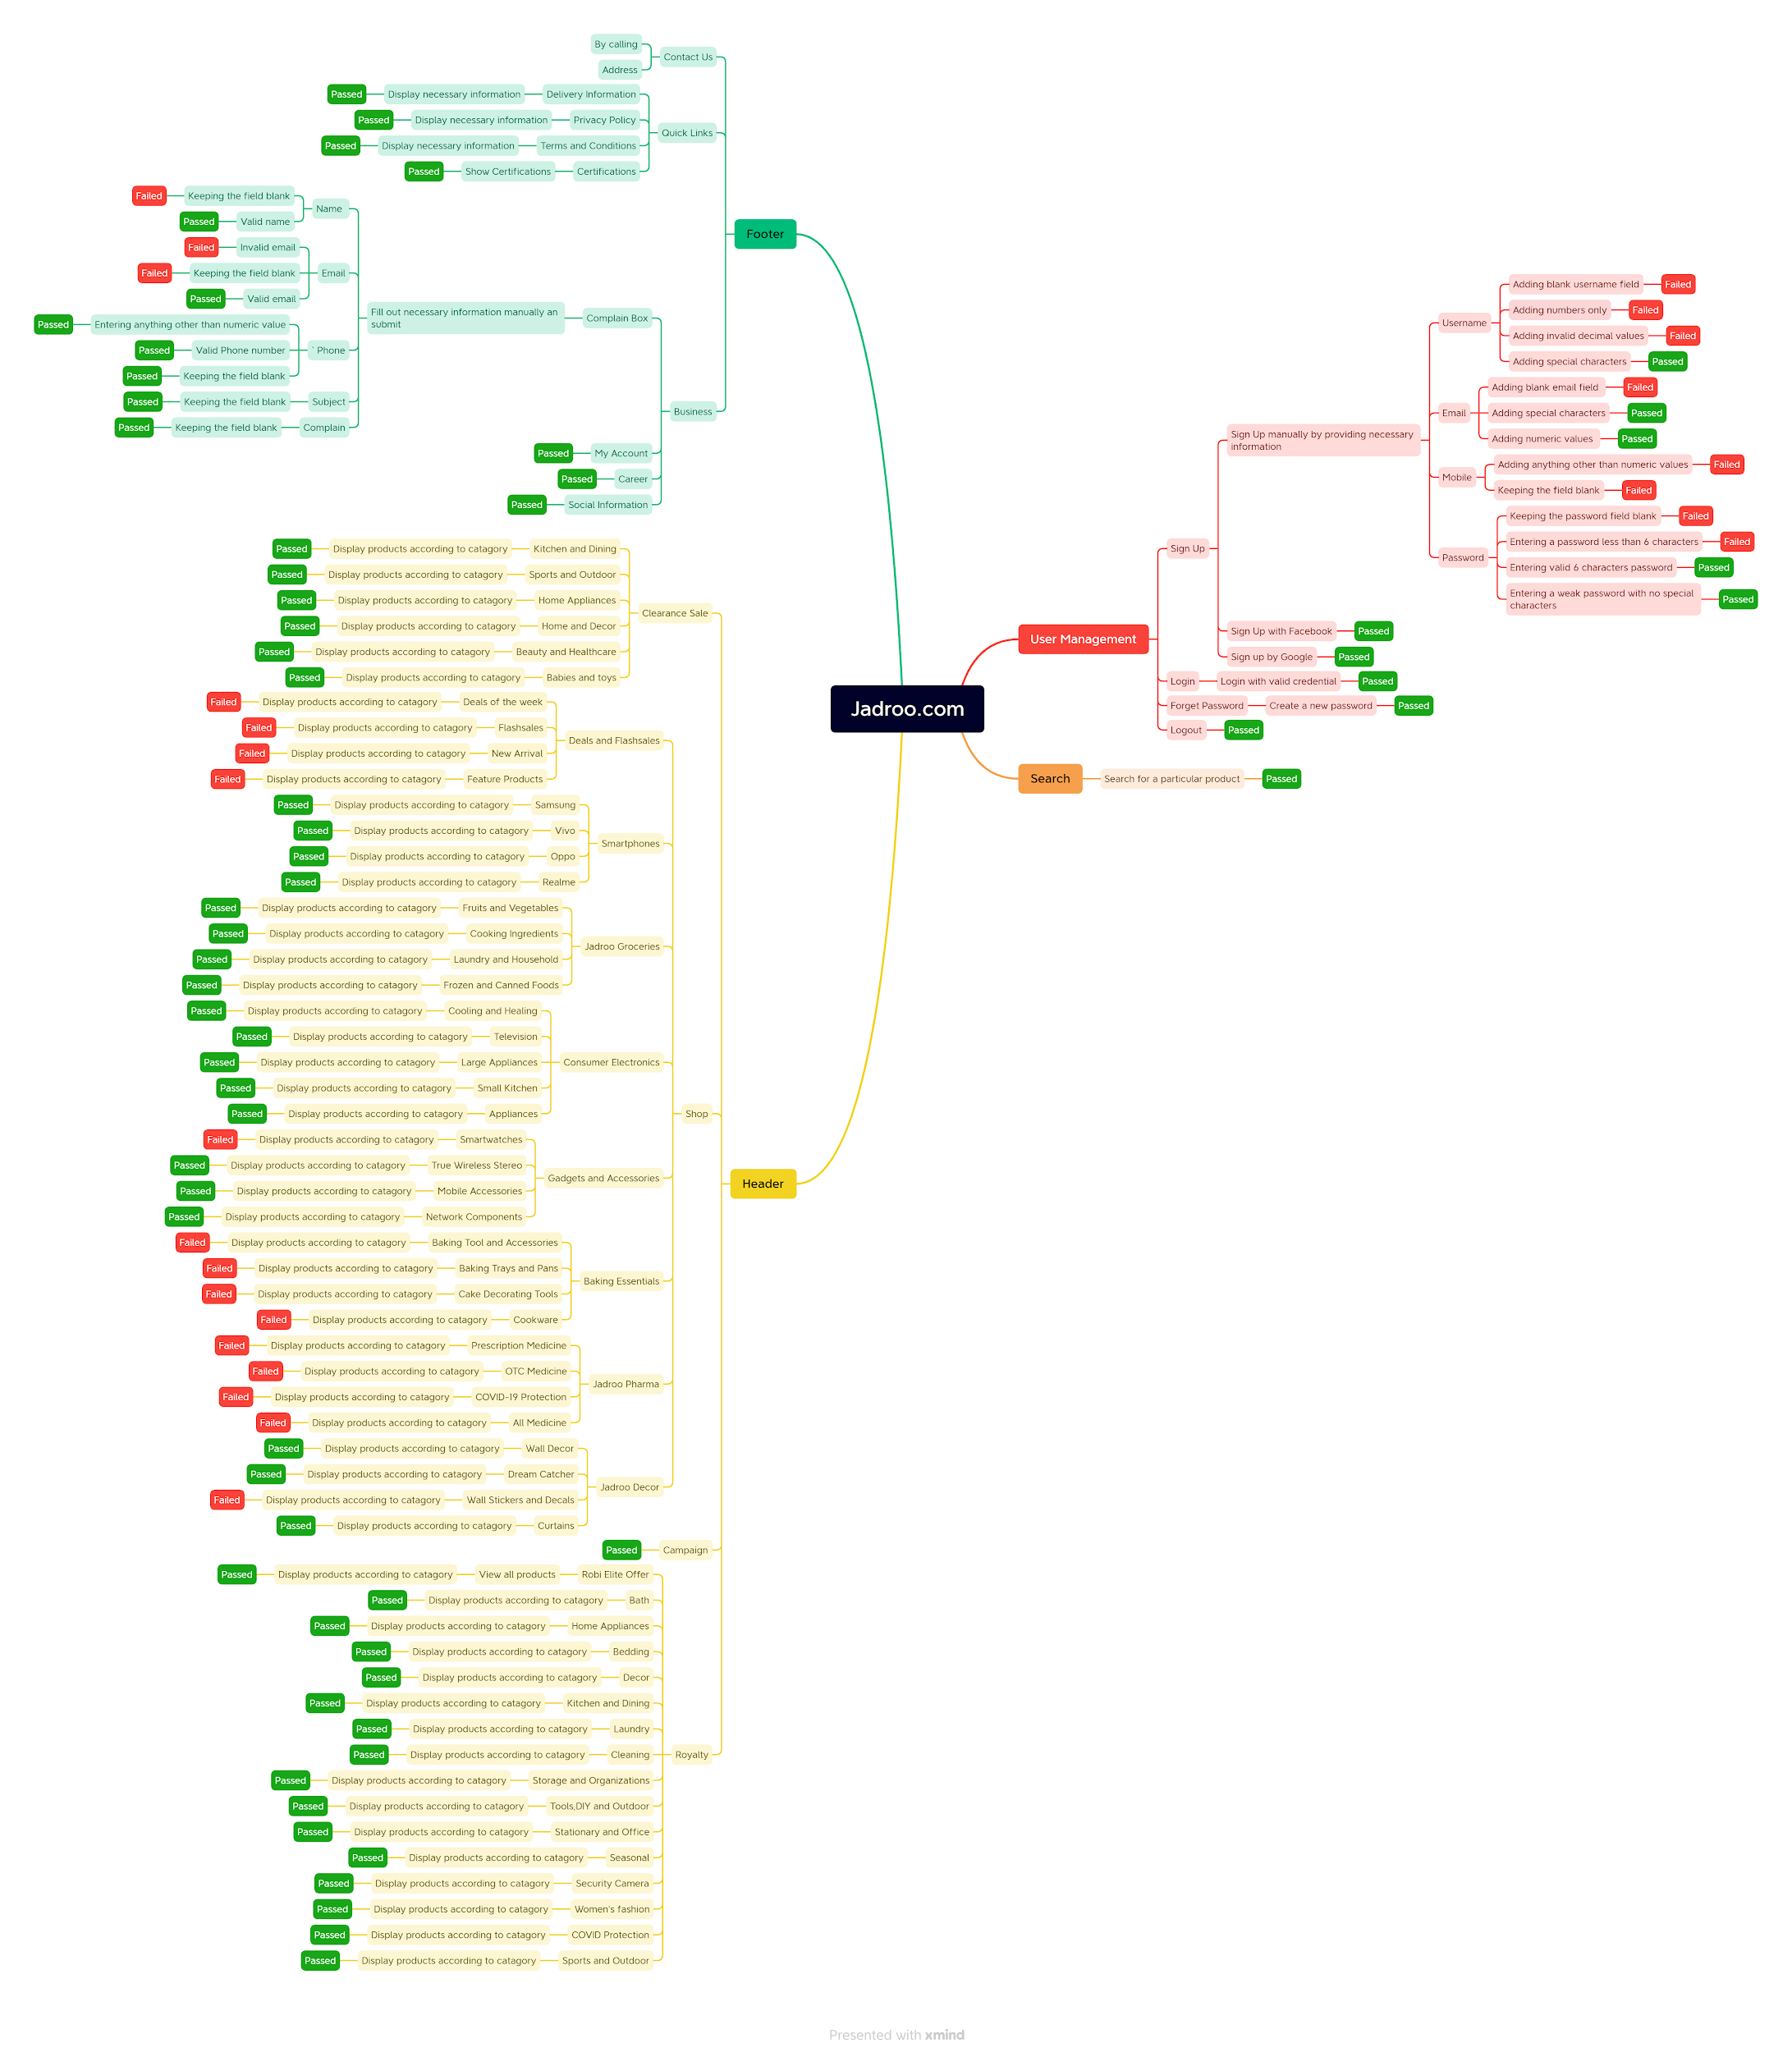 By calling
Contact Us
Address
Passed Display necessary information Delivery Information
Passed Display necessary information Privacy Policy
Quick Links
Passed Display necessary information Terms and Conditions
Passed Show Certifications Certifications
Failed Keeping the field blank
Name
Passed Valid name
Footer
Failed Invalid email
Failed Keeping the field blank Email
Passed Valid email
Fill out necessary information manually an
submit
Complain Box
Passed Entering anything other than numeric value
Passed Valid Phone number ` Phone
Passed Keeping the field blank
Passed Keeping the field blank Subject
Business
Passed Keeping the field blank Complain
Passed My Account
Passed Career
Passed Social Information
Passed Display products according to catagory Kitchen and Dining
Passed Display products according to catagory Sports and Outdoor
Passed Display products according to catagory Home Appliances
Clearance Sale
Passed Display products according to catagory Home and Decor
Passed Display products according to catagory Beauty and Healthcare
Passed Display products according to catagory Babies and toys
Failed Display products according to catagory Deals of the week
Failed Display products according to catagory Flashsales
Deals and Flashsales
Failed Display products according to catagory New Arrival
Failed Display products according to catagory Feature Products
Passed Display products according to catagory Samsung
Passed Display products according to catagory Vivo
Smartphones
Passed Display products according to catagory Oppo
Passed Display products according to catagory Realme
Passed Display products according to catagory Fruits and Vegetables
Passed Display products according to catagory Cooking Ingredients
Jadroo Groceries
Passed Display products according to catagory Laundry and Household
Passed Display products according to catagory Frozen and Canned Foods
Passed Display products according to catagory Cooling and Healing
Passed Display products according to catagory Television
Passed Display products according to catagory Large Appliances Consumer Electronics
Passed Display products according to catagory Small Kitchen
Passed Display products according to catagory Appliances
Shop
Failed Display products according to catagory Smartwatches
Passed Display products according to catagory True Wireless Stereo
Gadgets and Accessories
Header
Passed Display products according to catagory Mobile Accessories
Passed Display products according to catagory Network Components
Failed Display products according to catagory Baking Tool and Accessories
Failed Display products according to catagory Baking Trays and Pans
Baking Essentials
Failed Display products according to catagory Cake Decorating Tools
Failed Display products according to catagory Cookware
Failed Display products according to catagory Prescription Medicine
Failed Display products according to catagory OTC Medicine
Jadroo Pharma
Failed Display products according to catagory COVID-19 Protection
Failed Display products according to catagory All Medicine
Passed Display products according to catagory Wall Decor
Passed Display products according to catagory Dream Catcher
Jadroo Decor
Failed Display products according to catagory Wall Stickers and Decals
Passed Display products according to catagory Curtains
Passed Campaign
Passed Display products according to catagory View all products Robi Elite Offer
Passed Display products according to catagory Bath
Passed Display products according to catagory Home Appliances
Passed Display products according to catagory Bedding
Passed Display products according to catagory Decor
Passed Display products according to catagory Kitchen and Dining
Passed Display products according to catagory Laundry
Passed Display products according to catagory Cleaning Royalty
Passed Display products according to catagory Storage and Organizations
Passed Display products according to catagory Tools,DIY and Outdoor
Passed Display products according to catagory Stationary and Office
Passed Display products according to catagory Seasonal
Passed Display products according to catagory Security Camera
Passed Display products according to catagory Women's fashion
Passed Display products according to catagory COVID Protection
Passed Display products according to catagory Sports and Outdoor
Jadroo.com
Adding blank username field Failed
Adding numbers only Failed
Username
Adding invalid decimal values Failed
Adding special characters Passed
Adding blank email field Failed
Email Adding special characters Passed
Adding numeric values Passed
Sign Up manually by providing necessary
information
Adding anything other than numeric values Failed
Mobile
Keeping the field blank Failed
Keeping the password field blank Failed
Entering a password less than 6 characters Failed
Sign Up
Password
Entering valid 6 characters password Passed
Entering a weak password with no special
characters
Passed
Sign Up with Facebook Passed
User Management
Sign up by Google Passed
Login Login with valid credential Passed
Forget Password Create a new password Passed
Logout Passed
Search Search for a particular product Passed
Presented with xmind